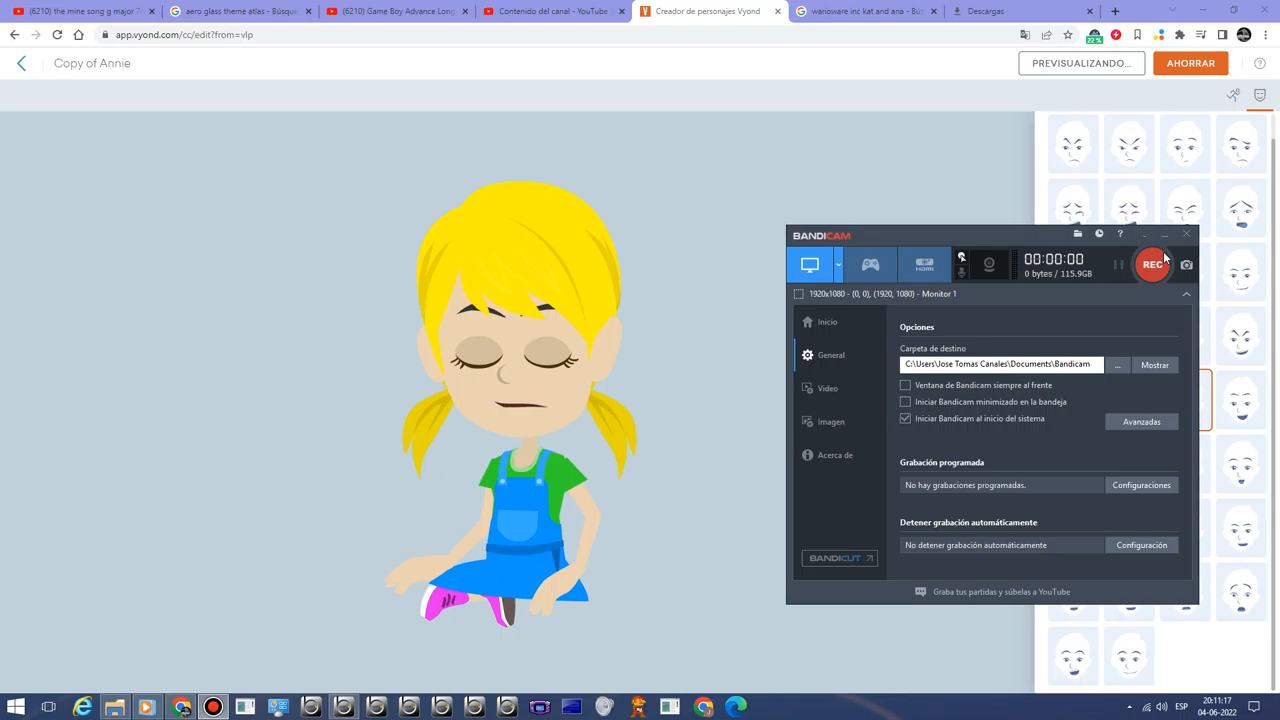 (6210) the mine song g major 7:
aero glass theme atlas - Búsque
(6210) Game Boy Advance Long
Contenido del canal - YouTube
Creador de personajes Vyond
warioware inc kat and ana - Bus
Descargas
app.vyond.com/cc/edit?from=vlp
22 %
Copy of Annie
PREVISUALIZANDO...
AHORRAR
BANDICAM
HDMI
00:00:00
0 bytes / 115.9GB
REC
1920x1080 - (0, 0), (1920, 1080) - Monitor 1
Inicio
General
Video
Imagen
Acerca de
BANDICUT
Opciones
Carpeta de destino
C:\Users\Jose Tomas Canales\Documents\Bandicam
...
Mostrar
Ventana de Bandicam siempre al frente
Iniciar Bandicam minimizado en la bandeja
Iniciar Bandicam al inicio del sistema
Avanzadas
Grabación programada
No hay grabaciones programadas.
Configuraciones
Detener grabación automáticamente
No detener grabación automáticamente
Configuración
Graba tus partidas y súbelas a YouTube
ESP
20:11:17
04-06-2022